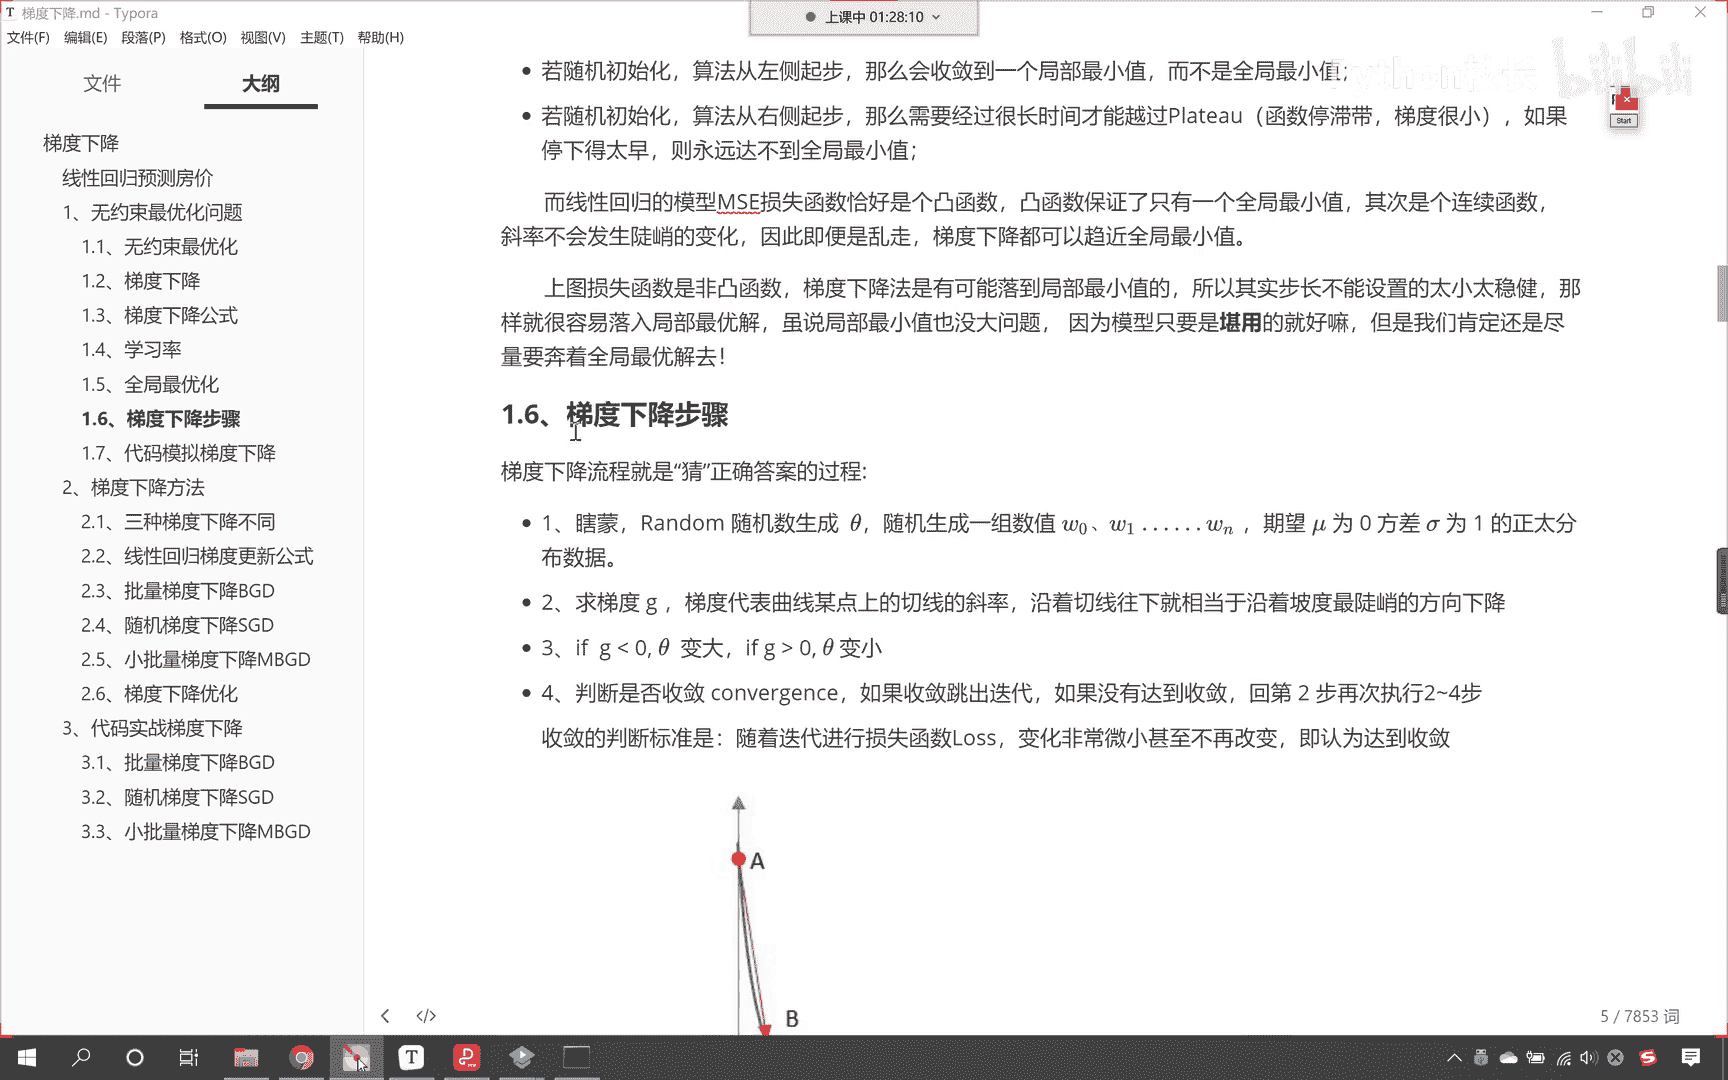 梯度下降.md - Typora
上课中 01:28:10
文件(F) 编辑(E) 段落(P) 格式(O) 视图(V) 主题(T) 帮助(H)
文件 大纲
梯度下降
线性回归预测房价
1、无约束最优化问题
1.1、无约束最优化
1.2、梯度下降
1.3、梯度下降公式
1.4、学习率
1.5、全局最优化
1.6、梯度下降步骤
1.7、代码模拟梯度下降
2、梯度下降方法
2.1、三种梯度下降不同
2.2、线性回归梯度更新公式
2.3、批量梯度下降BGD
2.4、随机梯度下降SGD
2.5、小批量梯度下降MBGD
2.6、梯度下降优化
3、代码实战梯度下降
3.1、批量梯度下降BGD
3.2、随机梯度下降SGD
3.3、小批量梯度下降MBGD
若随机初始化，算法从左侧起步，那么会收敛到一个局部最小值，而不是全局最小值；
bilibili
Start
若随机初始化，算法从右侧起步，那么需要经过很长时间才能越过Plateau（函数停滞带，梯度很小），如果
停下得太早，则永远达不到全局最小值；
而线性回归的模型MSE损失函数恰好是个凸函数，凸函数保证了只有一个全局最小值，其次是个连续函数，
斜率不会发生陡峭的变化，因此即便是乱走，梯度下降都可以趋近全局最小值。
上图损失函数是非凸函数，梯度下降法是有可能落到局部最小值的，所以其实步长不能设置的太小太稳健，那
样就很容易落入局部最优解，虽说局部最小值也没大问题， 因为模型只要是堪用的就好嘛，但是我们肯定还是尽
量要奔着全局最优解去！
1.6、梯度下降步骤
梯度下降流程就是“猜”正确答案的过程:
1、瞎蒙，Random 随机数生成 θ，随机生成一组数值 w₀、w₁ ...... wₙ ，期望 μ 为 0 方差 σ 为 1 的正太分
布数据。
2、求梯度 g ，梯度代表曲线某点上的切线的斜率，沿着切线往下就相当于沿着坡度最陡峭的方向下降
3、if g < 0, θ 变大，if g > 0, θ 变小
4、判断是否收敛 convergence，如果收敛跳出迭代，如果没有达到收敛，回第 2 步再次执行2~4步
收敛的判断标准是：随着迭代进行损失函数Loss，变化非常微小甚至不再改变，即认为达到收敛
A
B
5 / 7853 词